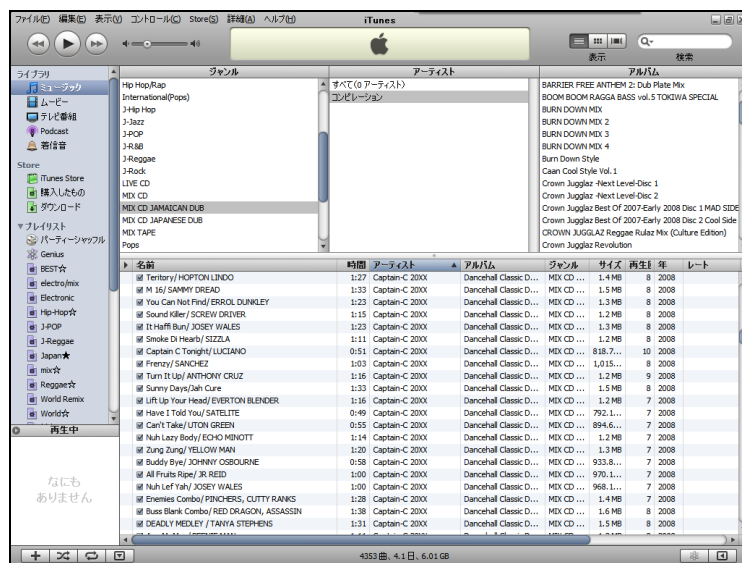 ファイル(F) 編集(E) 表示(V) コントロール(C) Store(S) 詳細(A) ヘルプ(H) iTunes
表示 検索
ライブラリ
ミュージック
ムービー
テレビ番組
Podcast
着信音
Store
iTunes Store
購入したもの
ダウンロード
プレイリスト
パーティーシャッフル
Genius
BEST☆
electro/mix
Electronic
Hip-Hop☆
J-POP
J-Reggae
Japan★
mix☆
Reggae☆
World Remix
World☆
再生中
なにも
ありません
ジャンル
Hip Hop/Rap
International(Pops)
J-Hip Hop
J-Jazz
J-POP
J-R&B
J-Reggae
J-Rock
LIVE CD
MIX CD
MIX CD JAMAICAN DUB
MIX CD JAPANESE DUB
MIX TAPE
Pops
アーティスト
すべて(0 アーティスト)
コンピレーション
アルバム
BARRIER FREE ANTHEM 2: Dub Plate Mix
BOOM BOOM RAGGA BASS vol.5 TOKIWA SPECIAL
BURN DOWN MIX
BURN DOWN MIX 2
BURN DOWN MIX 3
BURN DOWN MIX 4
Burn Down Style
Caan Cool Style Vol.1
Crown Jugglaz -Next Level-Disc 1
Crown Jugglaz -Next Level-Disc 2
Crown Jugglaz Best Of 2007-Early 2008 Disc 1 MAD SIDE
Crown Jugglaz Best Of 2007-Early 2008 Disc 2 Cool Side
CROWN JUGGLAZ Reggae Rulaz Mix (Culture Edition)
Crown Jugglaz Revolution
名前 時間 アーティスト アルバム ジャンル サイズ 再生 年 レート
Teritory/ HOPTON LINDO 1:27 Captain-C 20XX Dancehall Classic D... MIX CD ... 1.4 MB 8 2008
M 16/ SAMMY DREAD 1:33 Captain-C 20XX Dancehall Classic D... MIX CD ... 1.5 MB 8 2008
You Can Not Find/ ERROL DUNKLEY 1:23 Captain-C 20XX Dancehall Classic D... MIX CD ... 1.3 MB 8 2008
Sound Killer/ SCREW DRIVER 1:15 Captain-C 20XX Dancehall Classic D... MIX CD ... 1.2 MB 8 2008
It Haffi Bun/ JOSEY WALES 1:23 Captain-C 20XX Dancehall Classic D... MIX CD ... 1.3 MB 8 2008
Smoke Di Hearb/ SIZZLA 1:11 Captain-C 20XX Dancehall Classic D... MIX CD ... 1.2 MB 8 2008
Captain C Tonight/ LUCIANO 0:51 Captain-C 20XX Dancehall Classic D... MIX CD ... 818.7... 10 2008
Frenzy/ SANCHEZ 1:03 Captain-C 20XX Dancehall Classic D... MIX CD ... 1,015... 8 2008
Turn It Up/ ANTHONY CRUZ 1:16 Captain-C 20XX Dancehall Classic D... MIX CD ... 1.2 MB 9 2008
Sunny Days/Jah Cure 1:33 Captain-C 20XX Dancehall Classic D... MIX CD ... 1.5 MB 8 2008
Lift Up Your Head/ EVERTON BLENDER 1:16 Captain-C 20XX Dancehall Classic D... MIX CD ... 1.2 MB 7 2008
Have I Told You/ SATELITE 0:49 Captain-C 20XX Dancehall Classic D... MIX CD ... 792.1... 7 2008
Can't Take/ UTON GREEN 0:55 Captain-C 20XX Dancehall Classic D... MIX CD ... 894.6... 7 2008
Nuh Lazy Body/ ECHO MINOTT 1:14 Captain-C 20XX Dancehall Classic D... MIX CD ... 1.2 MB 7 2008
Zung Zung/ YELLOW MAN 1:20 Captain-C 20XX Dancehall Classic D... MIX CD ... 1.3 MB 7 2008
Buddy Bye/ JOHNNY OSBOURNE 0:58 Captain-C 20XX Dancehall Classic D... MIX CD ... 933.8... 7 2008
All Fruits Ripe/ JR REID 1:00 Captain-C 20XX Dancehall Classic D... MIX CD ... 970.1... 7 2008
Nuh Lef Yah/ JOSEY WALES 1:00 Captain-C 20XX Dancehall Classic D... MIX CD ... 968.1... 7 2008
Enemies Combo/ PINCHERS, CUTTY RANKS 1:28 Captain-C 20XX Dancehall Classic D... MIX CD ... 1.4 MB 7 2008
Buss Blank Combo/ RED DRAGON, ASSASSIN 1:38 Captain-C 20XX Dancehall Classic D... MIX CD ... 1.6 MB 8 2008
DEADLY MEDLEY / TANYA STEPHENS 1:31 Captain-C 20XX Dancehall Classic D... MIX CD ... 1.5 MB 8 2008
4353 曲、4.1 日、6.01 GB